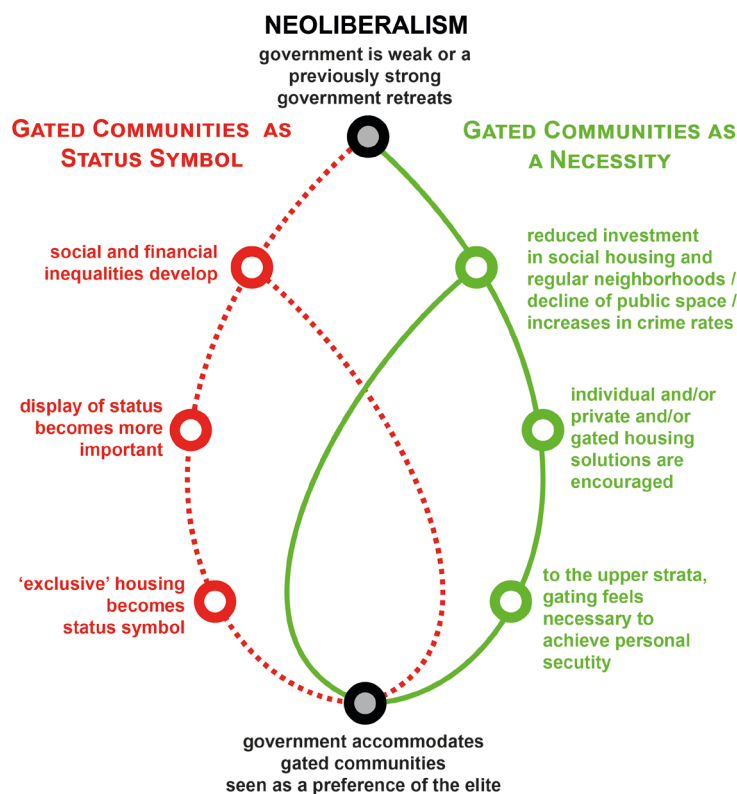 NEOLIBERALISM
government is weak or a
previously strong
government retreats
GATED COMMUNITIES AS
STATUS SYMBOL
GATED COMMUNITIES AS
A NECESSITY
social and financial
inequalities develop
reduced investment
in social housing and
regular neighborhoods /
decline of public space /
increases in crime rates
display of status
becomes more
important
individual and/or
private and/or
gated housing
solutions are
encouraged
‘exclusive’ housing
becomes
status symbol
to the upper strata,
gating feels
necessary to
achieve personal
secutity
government accommodates
gated communities
seen as a preference of the elite